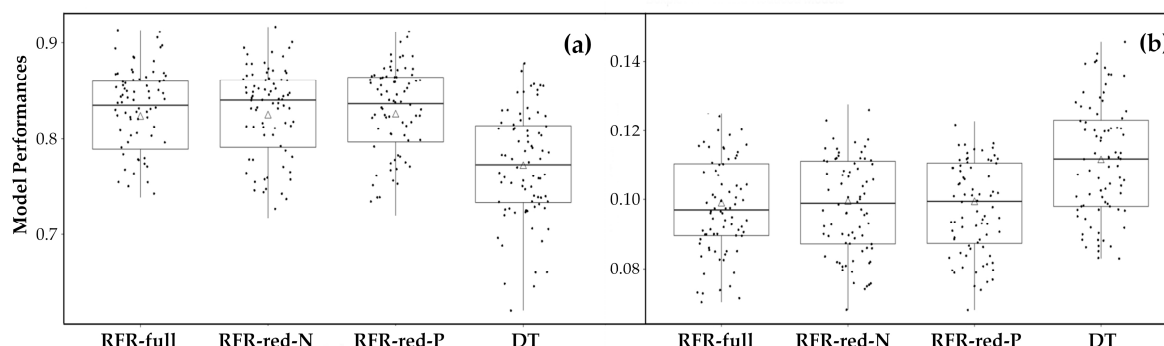 (a)
(b)
Model Performances
0.9
0.8
0.7
0.14
0.12
0.10
0.08
RFR-full RFR-red-N RFR-red-P DT
RFR-full RFR-red-N RFR-red-P DT